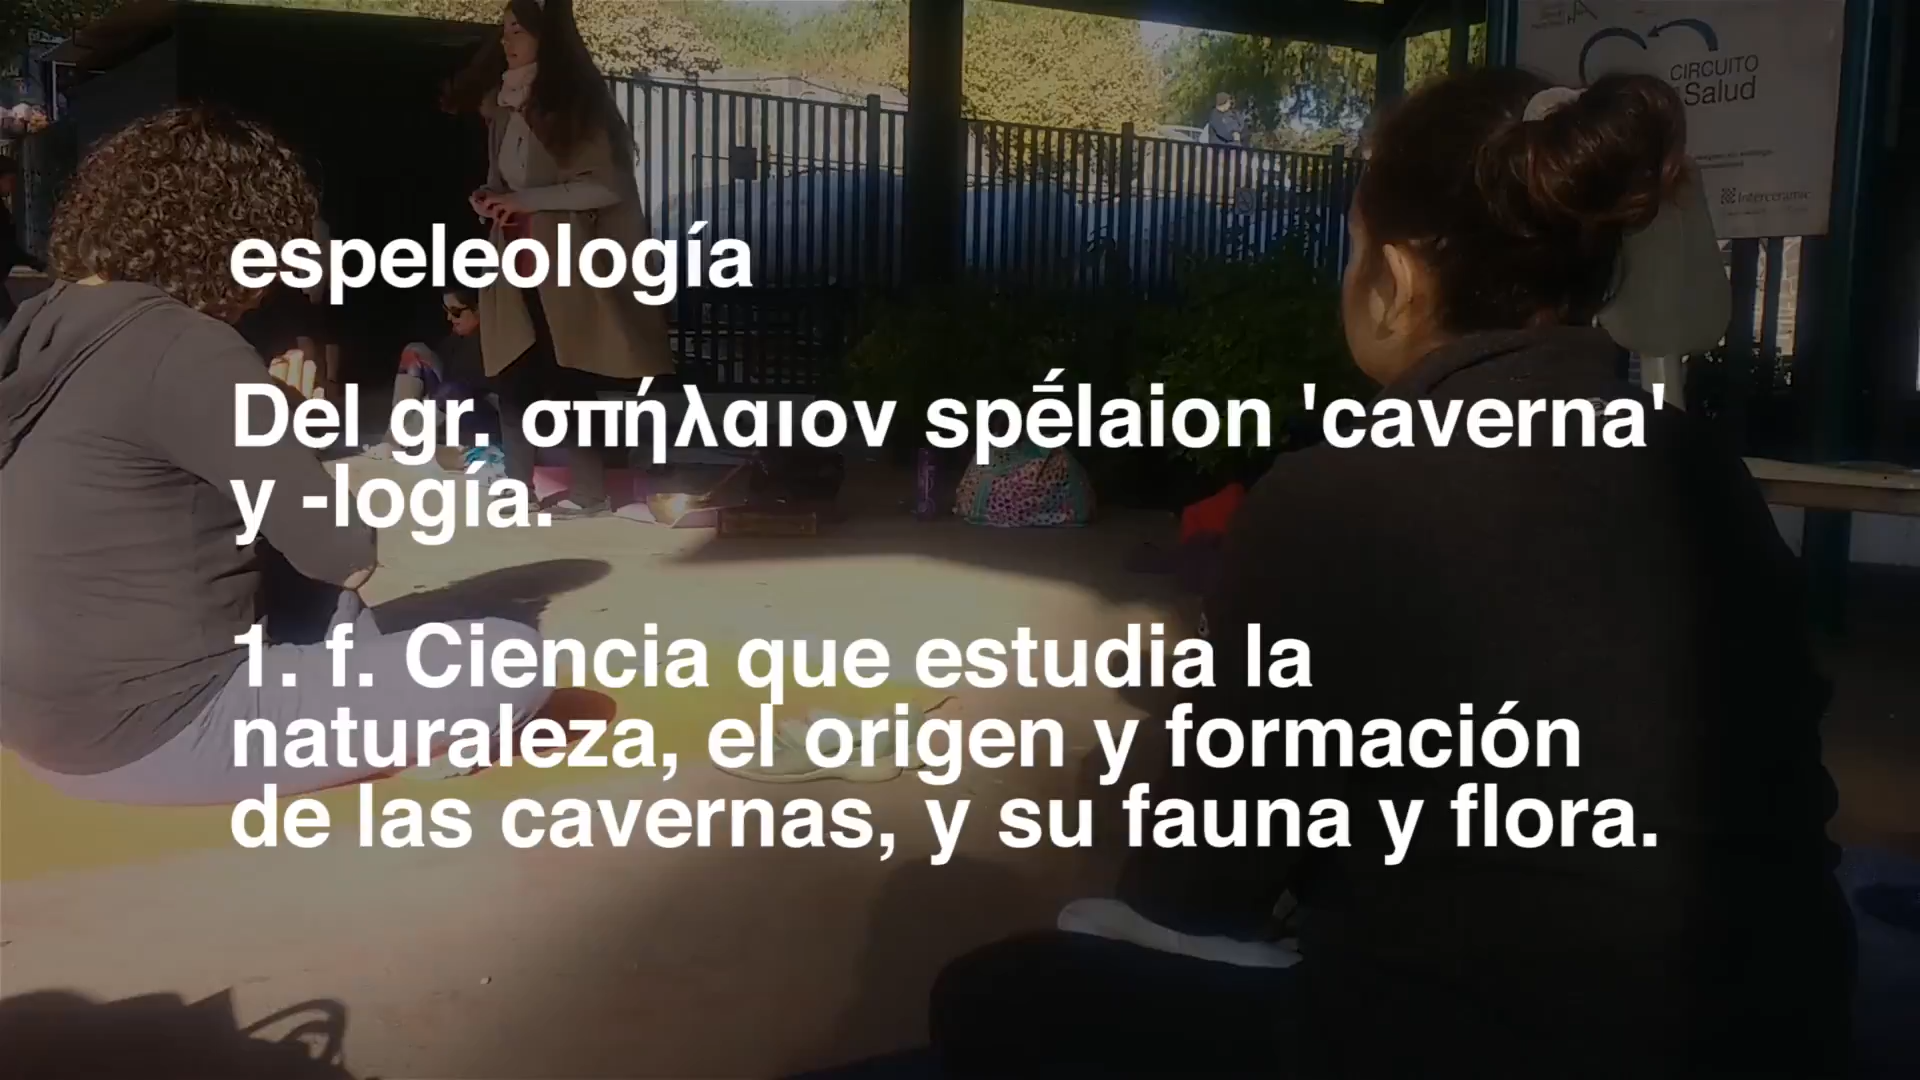 CIRCUITO
Salud
Interceramic
espeleología
Del gr. σπήλαιον spḗlaion 'caverna'
y -logía.
1. f. Ciencia que estudia la
naturaleza, el origen y formación
de las cavernas, y su fauna y flora.